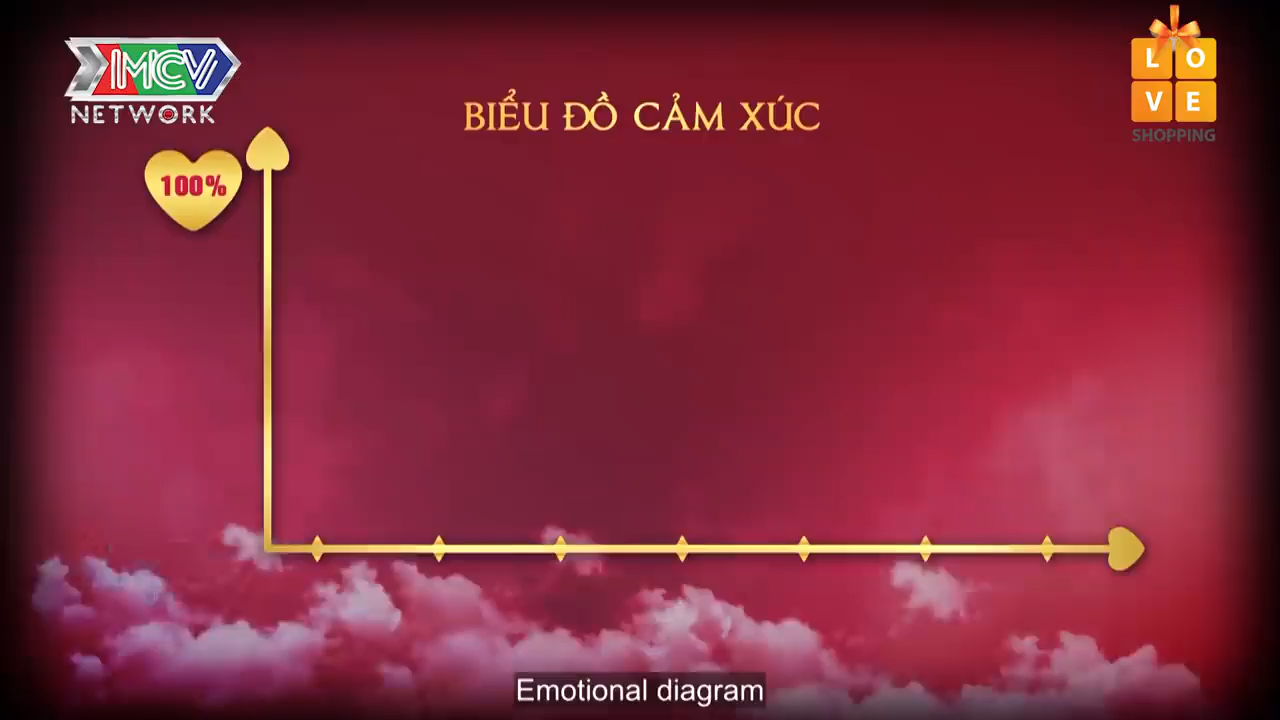 MCV
NETWORK
BIỂU ĐỒ CẢM XÚC
L O
V E
SHOPPING
100%
Emotional diagram